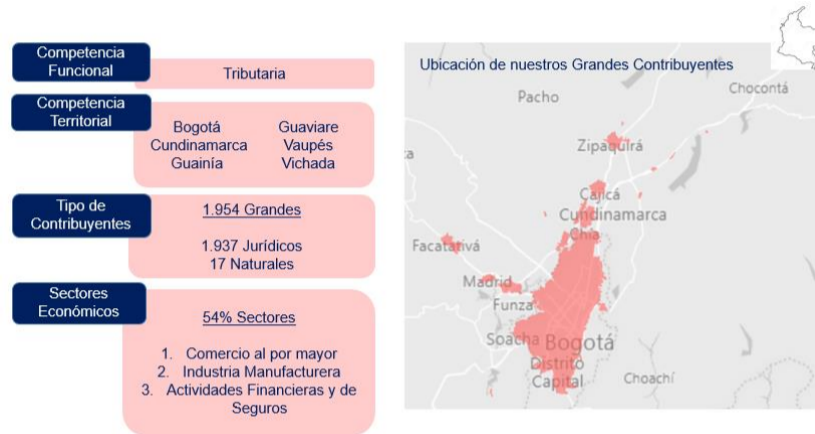 Competencia
Funcional
Tributaria
Competencia
Territorial
Bogotá
Cundinamarca
Guainía
Guaviare
Vaupés
Vichada
Tipo de
Contribuyentes
1.954 Grandes
1.937 Jurídicos
17 Naturales
Sectores
Económicos
54% Sectores
1. Comercio al por mayor
2. Industria Manufacturera
3. Actividades Financieras y de
Seguros
Ubicación de nuestros Grandes Contribuyentes
Pacho
Chocontá
Zipaquirá
Cajicá
Cundinamarca
Chía
Facatativá
Madrid
Funza
Soacha
Bogotá
Distrito
Capital
Choachí